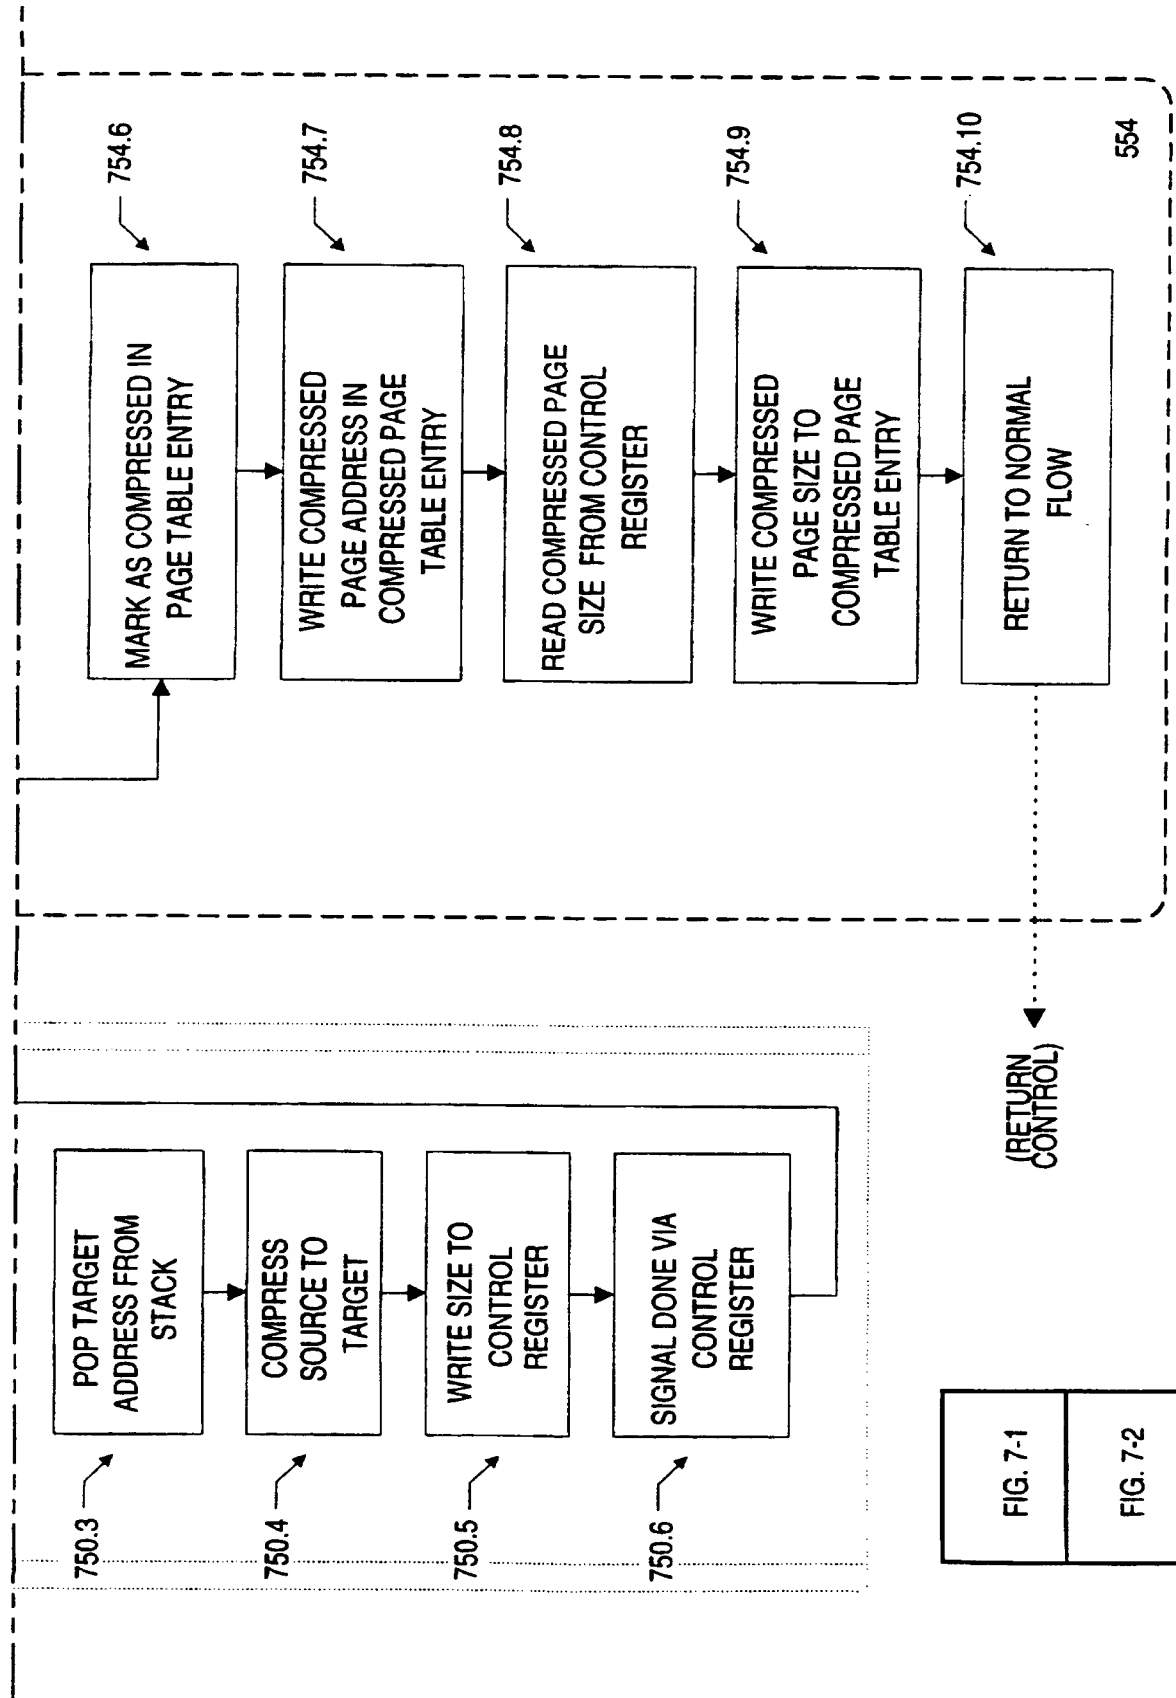 750.3
POP TARGET
ADDRESS FROM
STACK
750.4
COMPRESS
SOURCE TO
TARGET
750.5
WRITE SIZE TO
CONTROL
REGISTER
750.6
SIGNAL DONE VIA
CONTROL
REGISTER
754.6
MARK AS COMPRESSED IN
PAGE TABLE ENTRY
754.7
WRITE COMPRESSED
PAGE ADDRESS IN
COMPRESSED PAGE
TABLE ENTRY
754.8
READ COMPRESSED PAGE
SIZE FROM CONTROL
REGISTER
754.9
WRITE COMPRESSED
PAGE SIZE TO
COMPRESSED PAGE
TABLE ENTRY
754.10
RETURN TO NORMAL
FLOW
554
(RETURN
CONTROL)
FIG. 7-1
FIG. 7-2